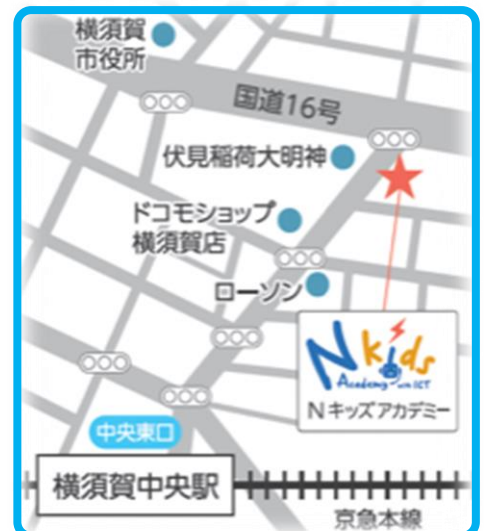 横須賀
市役所
国道16号
伏見稲荷大明神
ドコモショップ
横須賀店
ローソン
Nkids
Academy with ICT
Nキッズアカデミー
中央東口
横須賀中央駅
京急本線